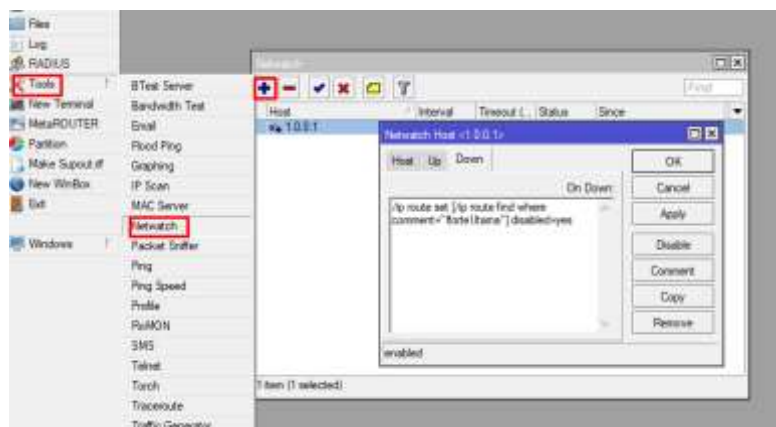 Files
Log
RADIUS
Tools
New Terminal
MetaROUTER
Partition
Make Supout.rif
New WinBox
Exit
Windows
BTest Server
Bandwidth Test
Email
Flood Ping
Graphing
IP Scan
MAC Server
Netwatch
Packet Sniffer
Ping
Ping Speed
Profile
RoMON
SMS
Telnet
Torch
Traceroute
Traffic Generator
Netwatch
Find
Host
Interval
Timeout (...
Status
Since
1.0.0.1
Netwatch Host <1.0.0.1>
Host Up Down
On Down:
/ip route set [/ip route find where
disabled=yes
OK
Cancel
Apply
Disable
Comment
Copy
Remove
enabled
1 item (1 selected)